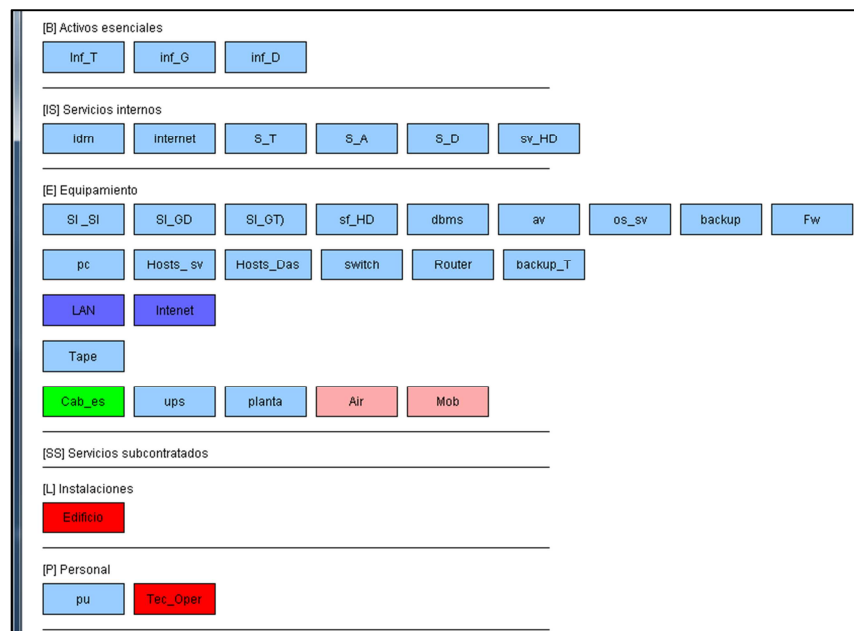 [B] Activos esenciales
Inf_T inf_G inf_D
[IS] Servicios internos
idm internet S_T S_A S_D sv_HD
[E] Equipamiento
SI_SI SI_GD SI_GT) sf_HD dbms av os_sv backup Fw
pc Hosts_sv Hosts_Das switch Router backup_T
LAN Intenet
Tape
Cab_es ups planta Air Mob
[SS] Servicios subcontratados
[L] Instalaciones
Edificio
[P] Personal
pu Tec_Oper